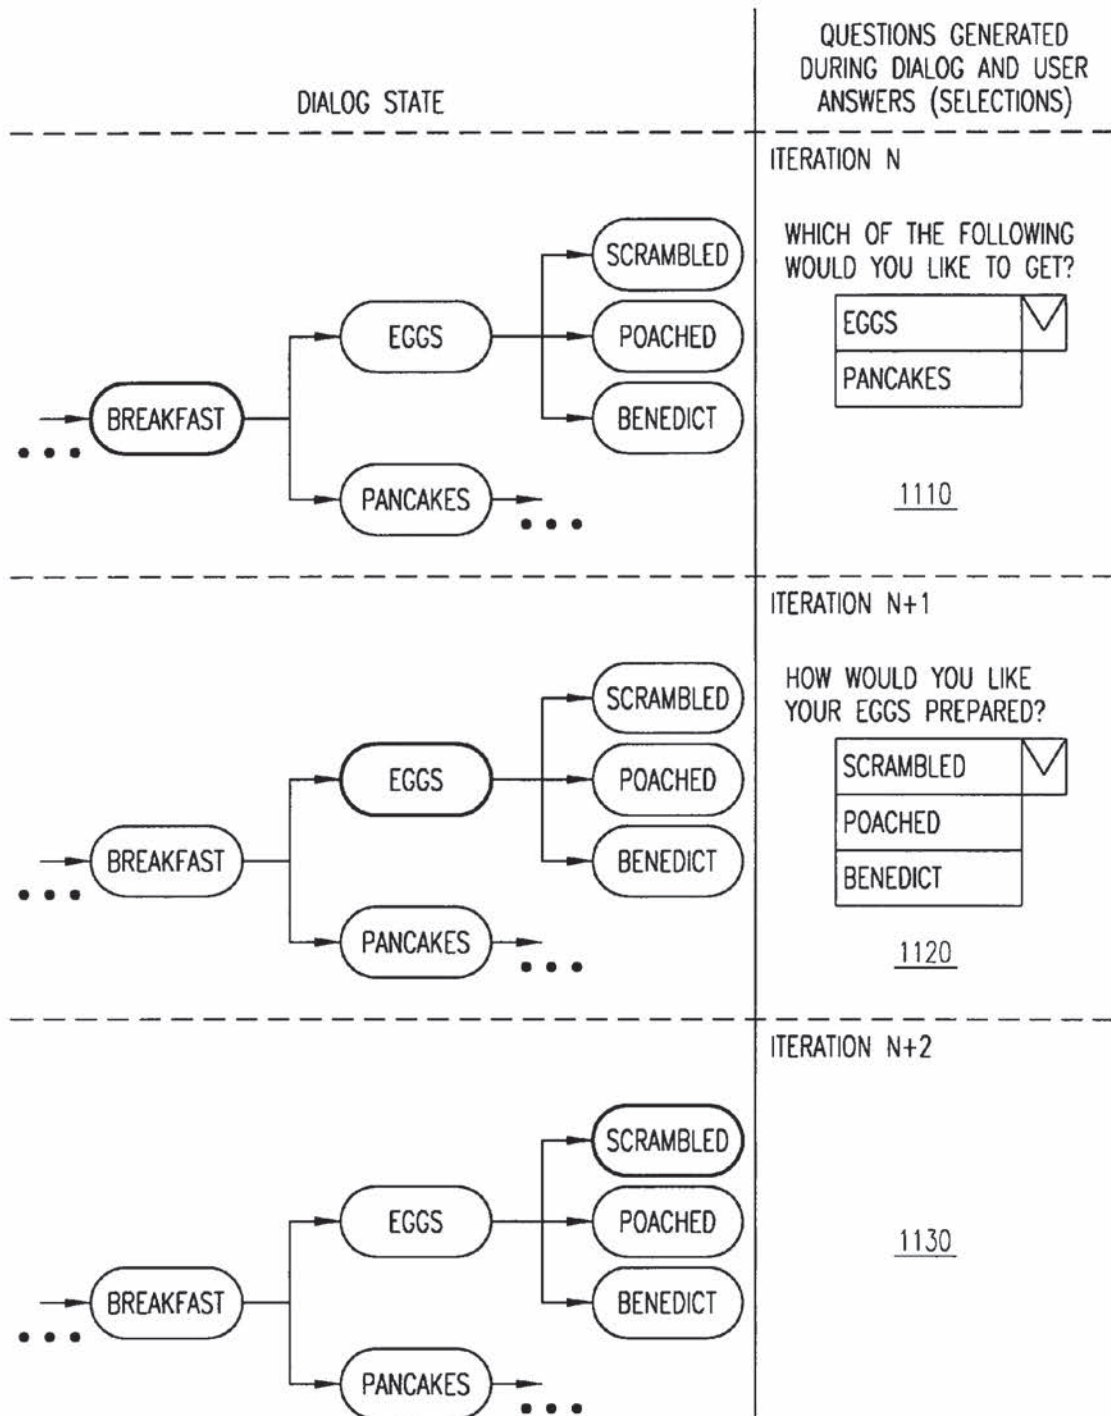 DIALOG STATE
QUESTIONS GENERATED
DURING DIALOG AND USER
ANSWERS (SELECTIONS)
ITERATION N
BREAKFAST
EGGS
PANCAKES
SCRAMBLED
POACHED
BENEDICT
WHICH OF THE FOLLOWING
WOULD YOU LIKE TO GET?
EGGS
PANCAKES
1110
ITERATION N+1
BREAKFAST
EGGS
PANCAKES
SCRAMBLED
POACHED
BENEDICT
HOW WOULD YOU LIKE
YOUR EGGS PREPARED?
SCRAMBLED
POACHED
BENEDICT
1120
ITERATION N+2
BREAKFAST
EGGS
PANCAKES
SCRAMBLED
POACHED
BENEDICT
1130